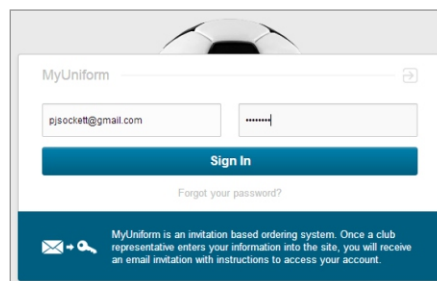 MyUniform
pjsockett@gmail.com ••••••••
Sign In
Forgot your password?
MyUniform is an invitation based ordering system. Once a club
representative enters your information into the site, you will receive
an email invitation with instructions to access your account.